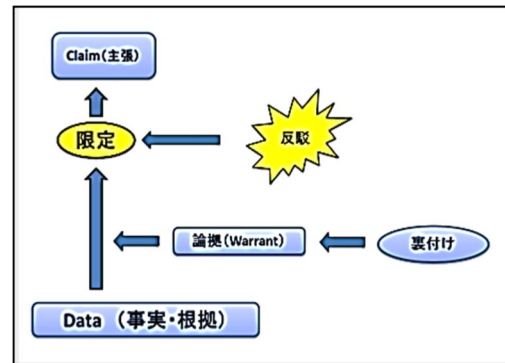 Claim(主張)
限定
反駁
論拠(Warrant)
裏付け
Data （事実・根拠）